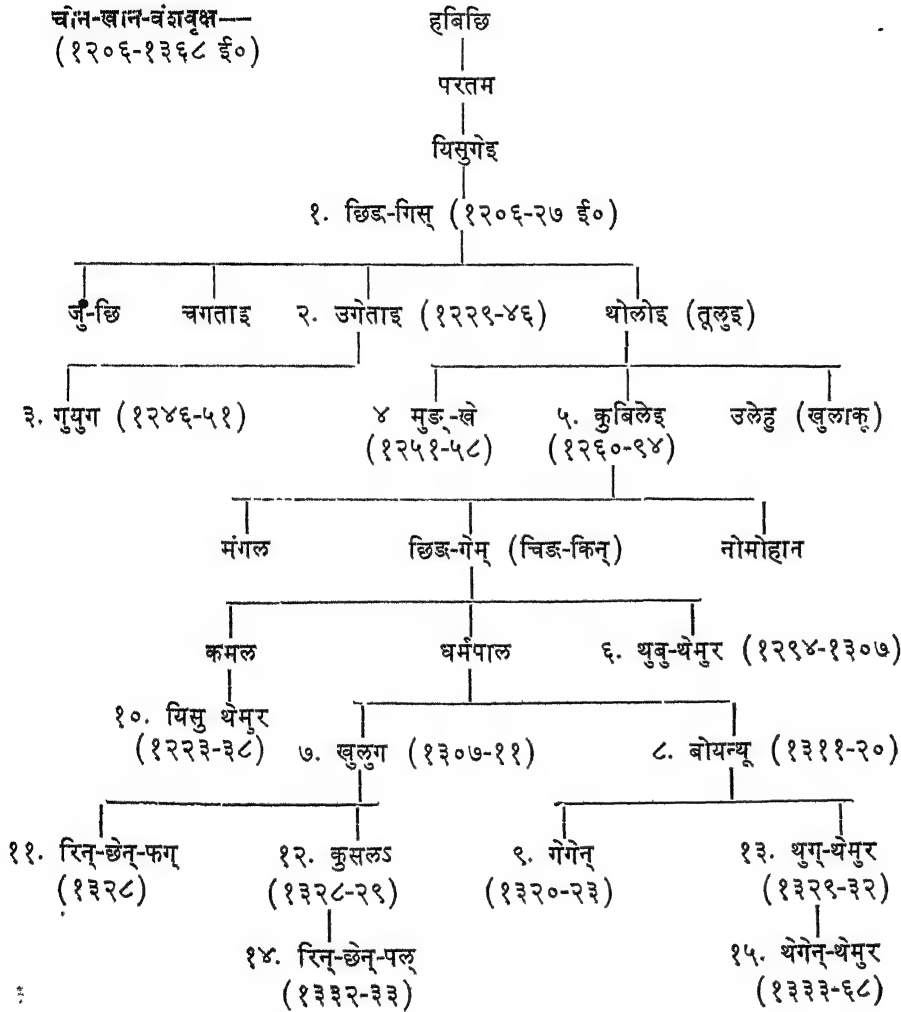 चीन-खान-वंशवृक्ष—
(१२०६-१३६८ ई०)
हबिछि
परतम
यिसुगेइ
१. छिङ-गिस् (१२०६-२७ ई०)
जु-छि चगताइ २. उगेताइ (१२२९-४६) थोलोइ (तूलुइ)
३. गुयुग (१२४६-५१) ४ मुङ्-खे ५. कुबिलेइ उलेहु (खुलाकू)
(१२५१-५८) (१२६०-९४)
मंगल छिङ-गेम् (चिङ-किन्) नोमोहान
कमल धर्मपाल ६. थुबु-थेमुर (१२९४-१३०७)
१०. यिसु थेमुर
(१२२३-३८) ७. खुलुग (१३०७-११) ८. बोयन्थू (१३११-२०)
११. रिन्-छेन्-फग् १२. कुसलऽ ९. गेगेन् १३. थुग्-थेमुर
(१३२८) (१३२८-२९) (१३२०-२३) (१३२९-३२)
१४. रिन्-छेन्-पल् १५. थेगेन्-थेमुर
(१३३२-३३) (१३३३-६८)